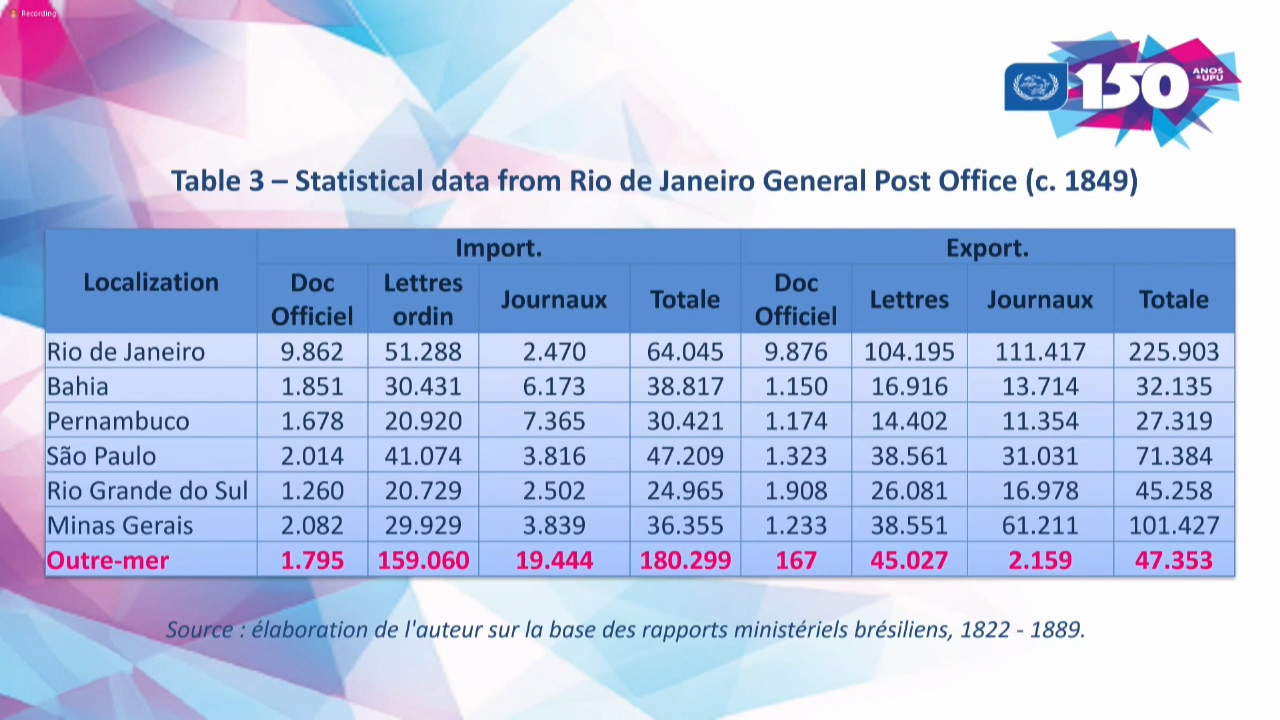 Recording
150 ANOS
UPU
Table 3 – Statistical data from Rio de Janeiro General Post Office (c. 1849)
Localization Import. Export.
Doc Officiel Lettres ordin Journaux Totale Doc Officiel Lettres Journaux Totale
Rio de Janeiro 9.862 51.288 2.470 64.045 9.876 104.195 111.417 225.903
Bahia 1.851 30.431 6.173 38.817 1.150 16.916 13.714 32.135
Pernambuco 1.678 20.920 7.365 30.421 1.174 14.402 11.354 27.319
São Paulo 2.014 41.074 3.816 47.209 1.323 38.561 31.031 71.384
Rio Grande do Sul 1.260 20.729 2.502 24.965 1.908 26.081 16.978 45.258
Minas Gerais 2.082 29.929 3.839 36.355 1.233 38.551 61.211 101.427
Outre-mer 1.795 159.060 19.444 180.299 167 45.027 2.159 47.353
Source : élaboration de l'auteur sur la base des rapports ministériels brésiliens, 1822 - 1889.